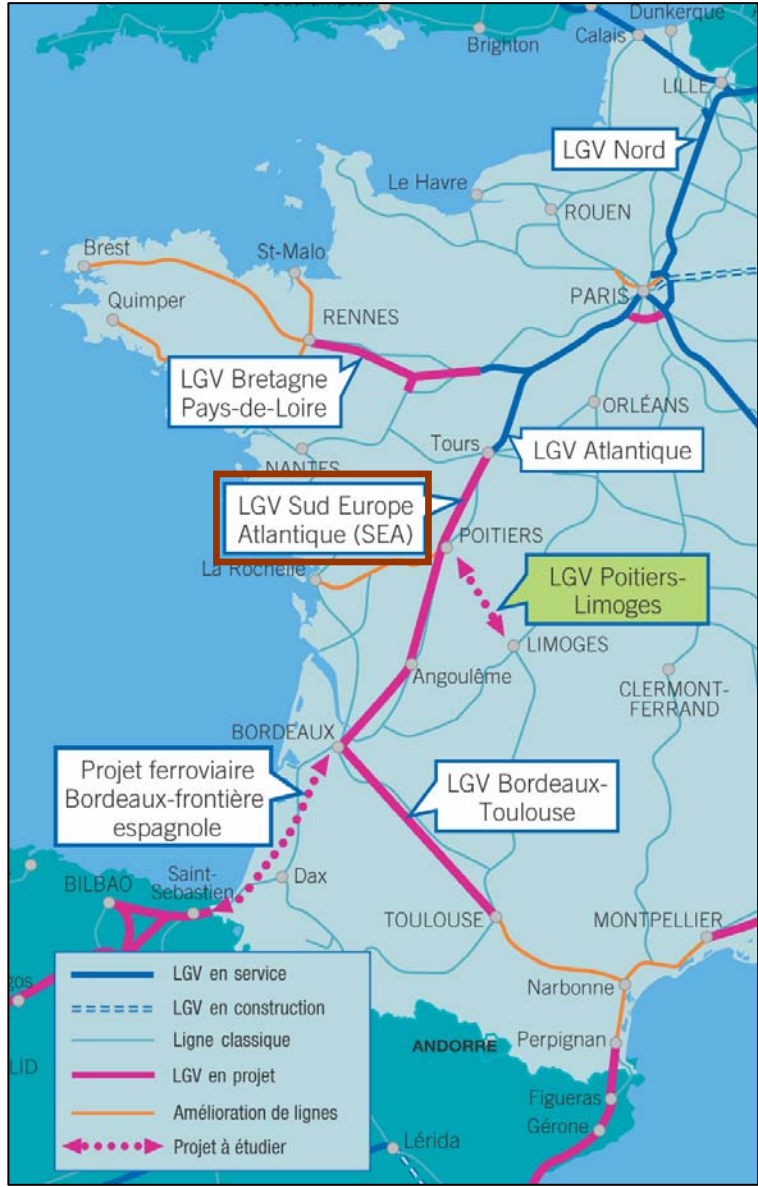 Dunkerque
Brighton
Calais
LILLE
LGV Nord
Le Havre
ROUEN
Brest
St-Malo
PARIS
Quimper
RENNES
LGV Bretagne
Pays-de-Loire
ORLÉANS
Tours
LGV Atlantique
NANTES
LGV Sud Europe
Atlantique (SEA)
POITIERS
La Rochelle
LGV Poitiers-
Limoges
LIMOGES
Angoulême
CLERMONT-
FERRAND
BORDEAUX
Projet ferroviaire
Bordeaux-frontière
espagnole
LGV Bordeaux-
Toulouse
BILBAO
Saint-
Sebastien
Dax
TOULOUSE
MONTPELLIER
gos
LID
Narbonne
ANDORRE
Perpignan
Figueras
Gérone
Lérida
LGV en service
LGV en construction
Ligne classique
LGV en projet
Amélioration de lignes
Projet à étudier